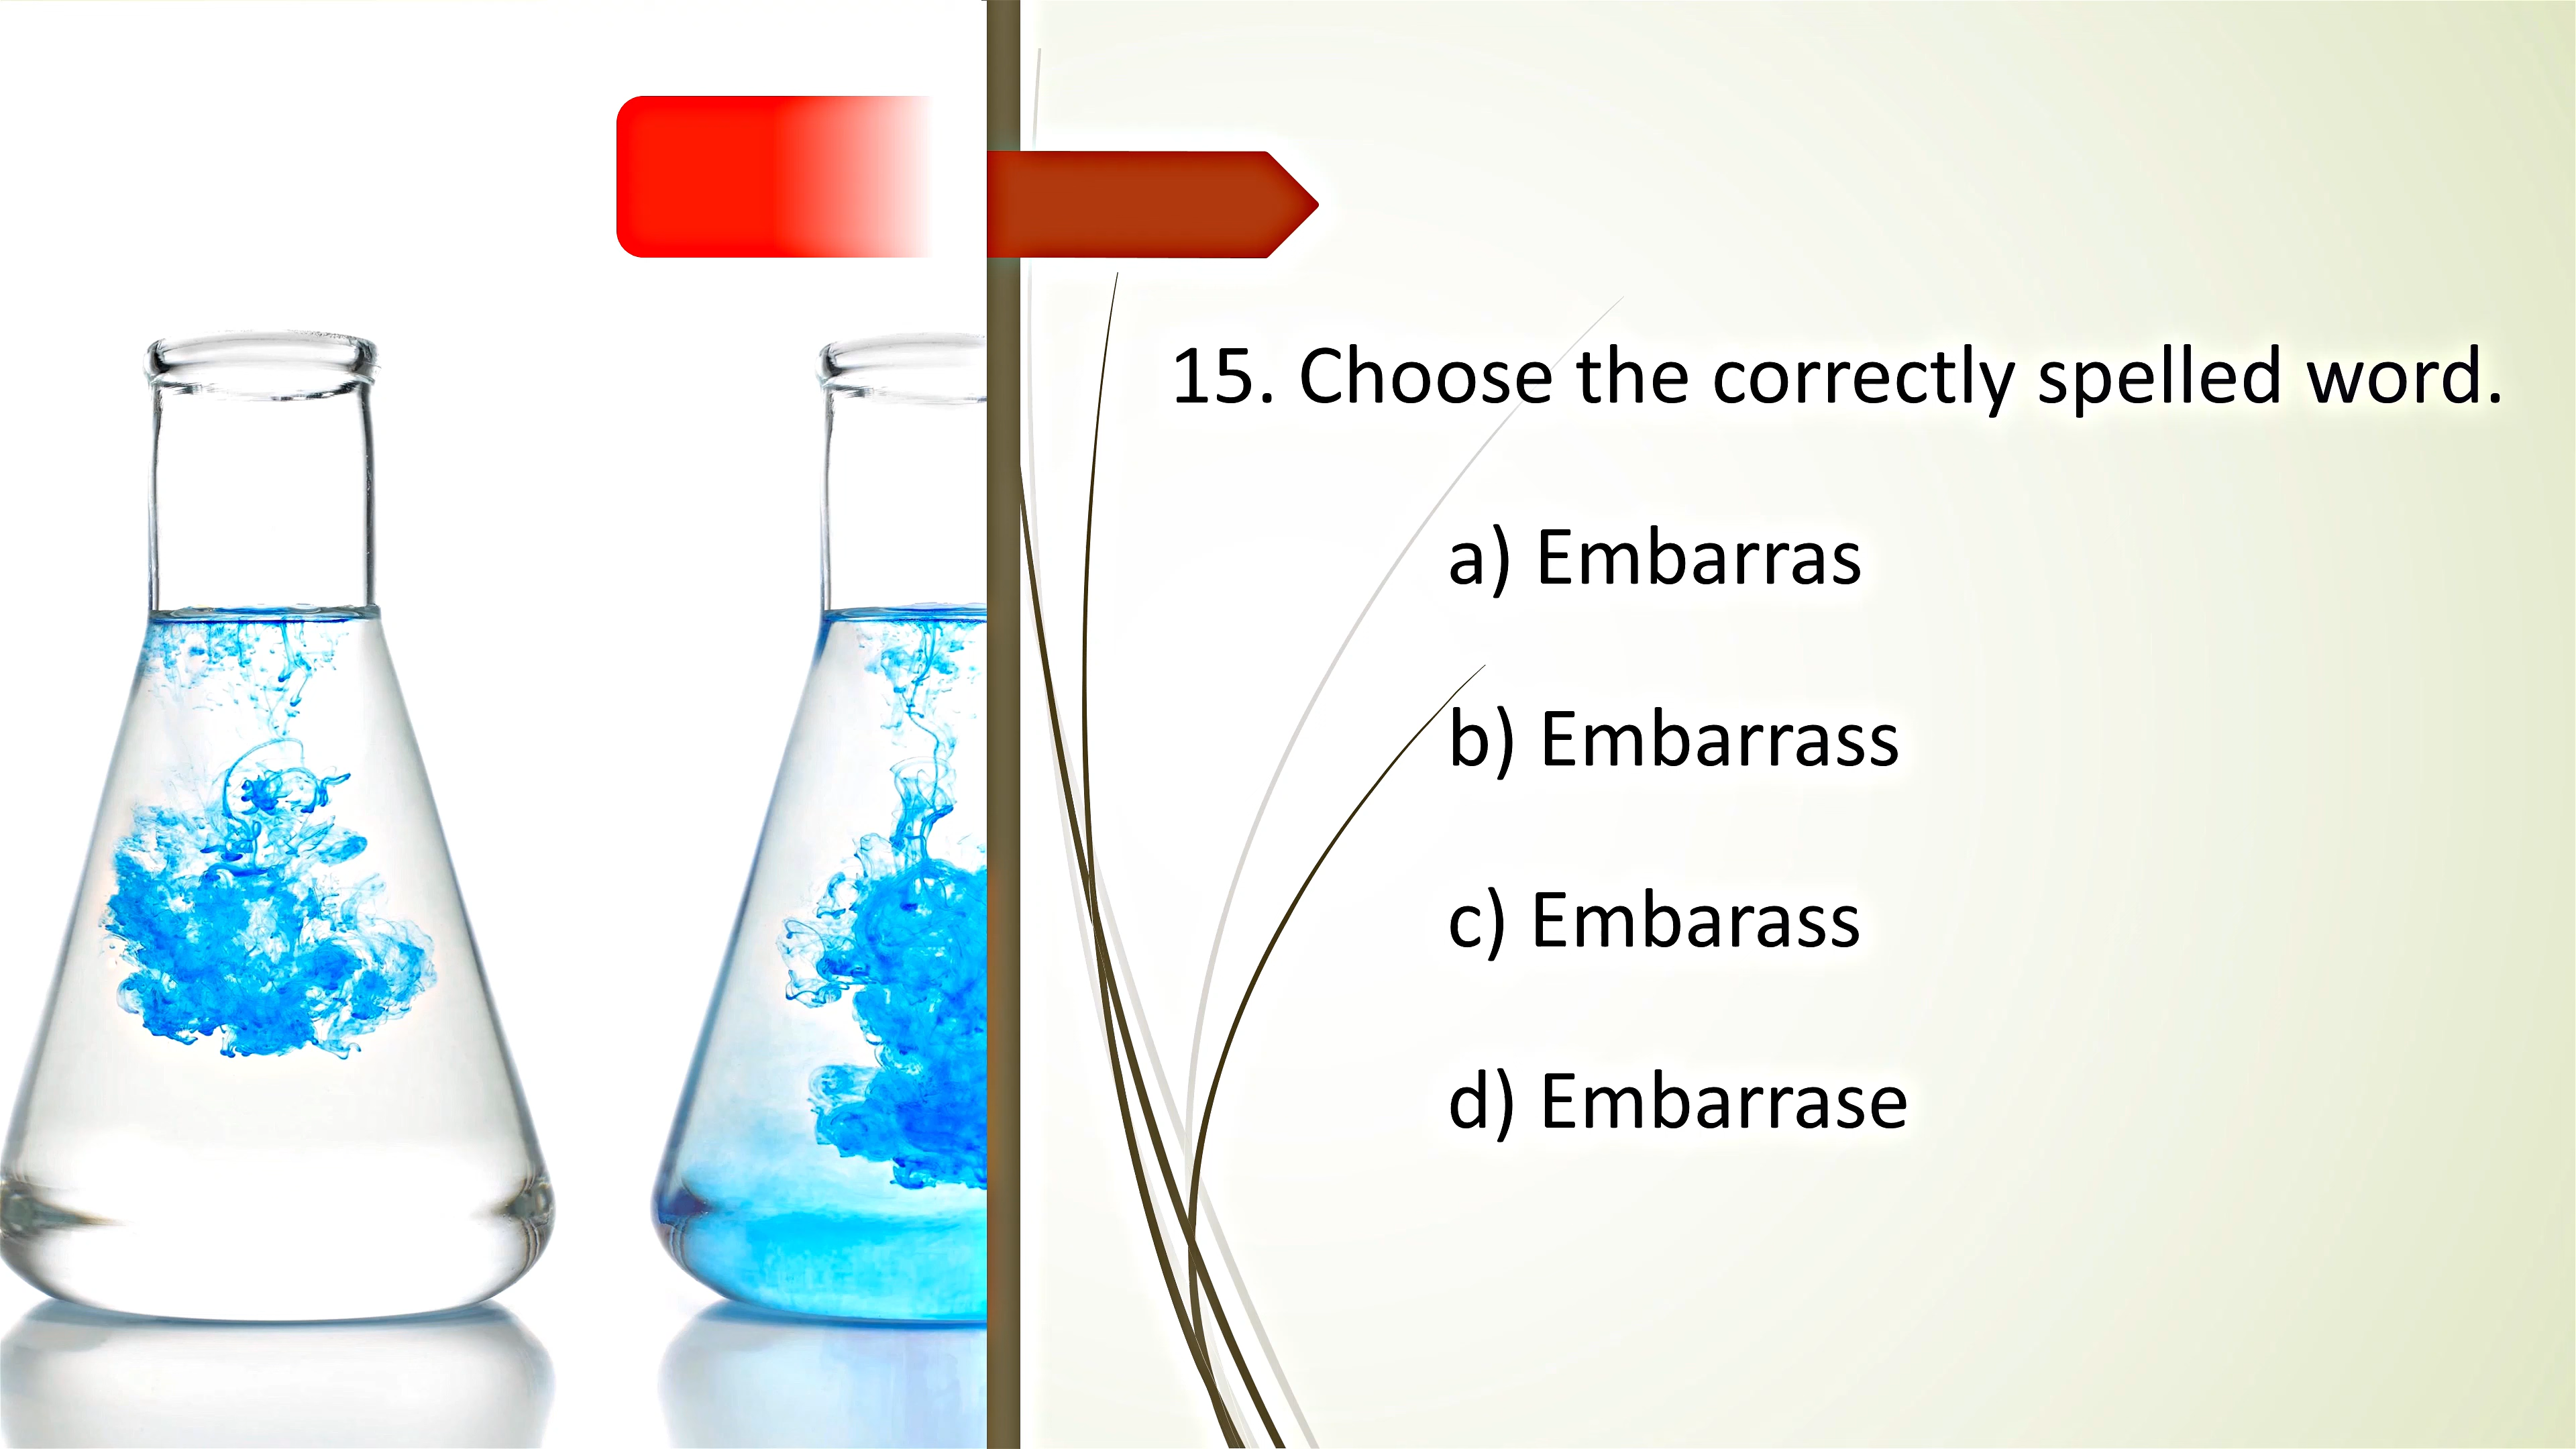 15. Choose the correctly spelled word.
a) Embarras
b) Embarrass
c) Embarass
d) Embarrase